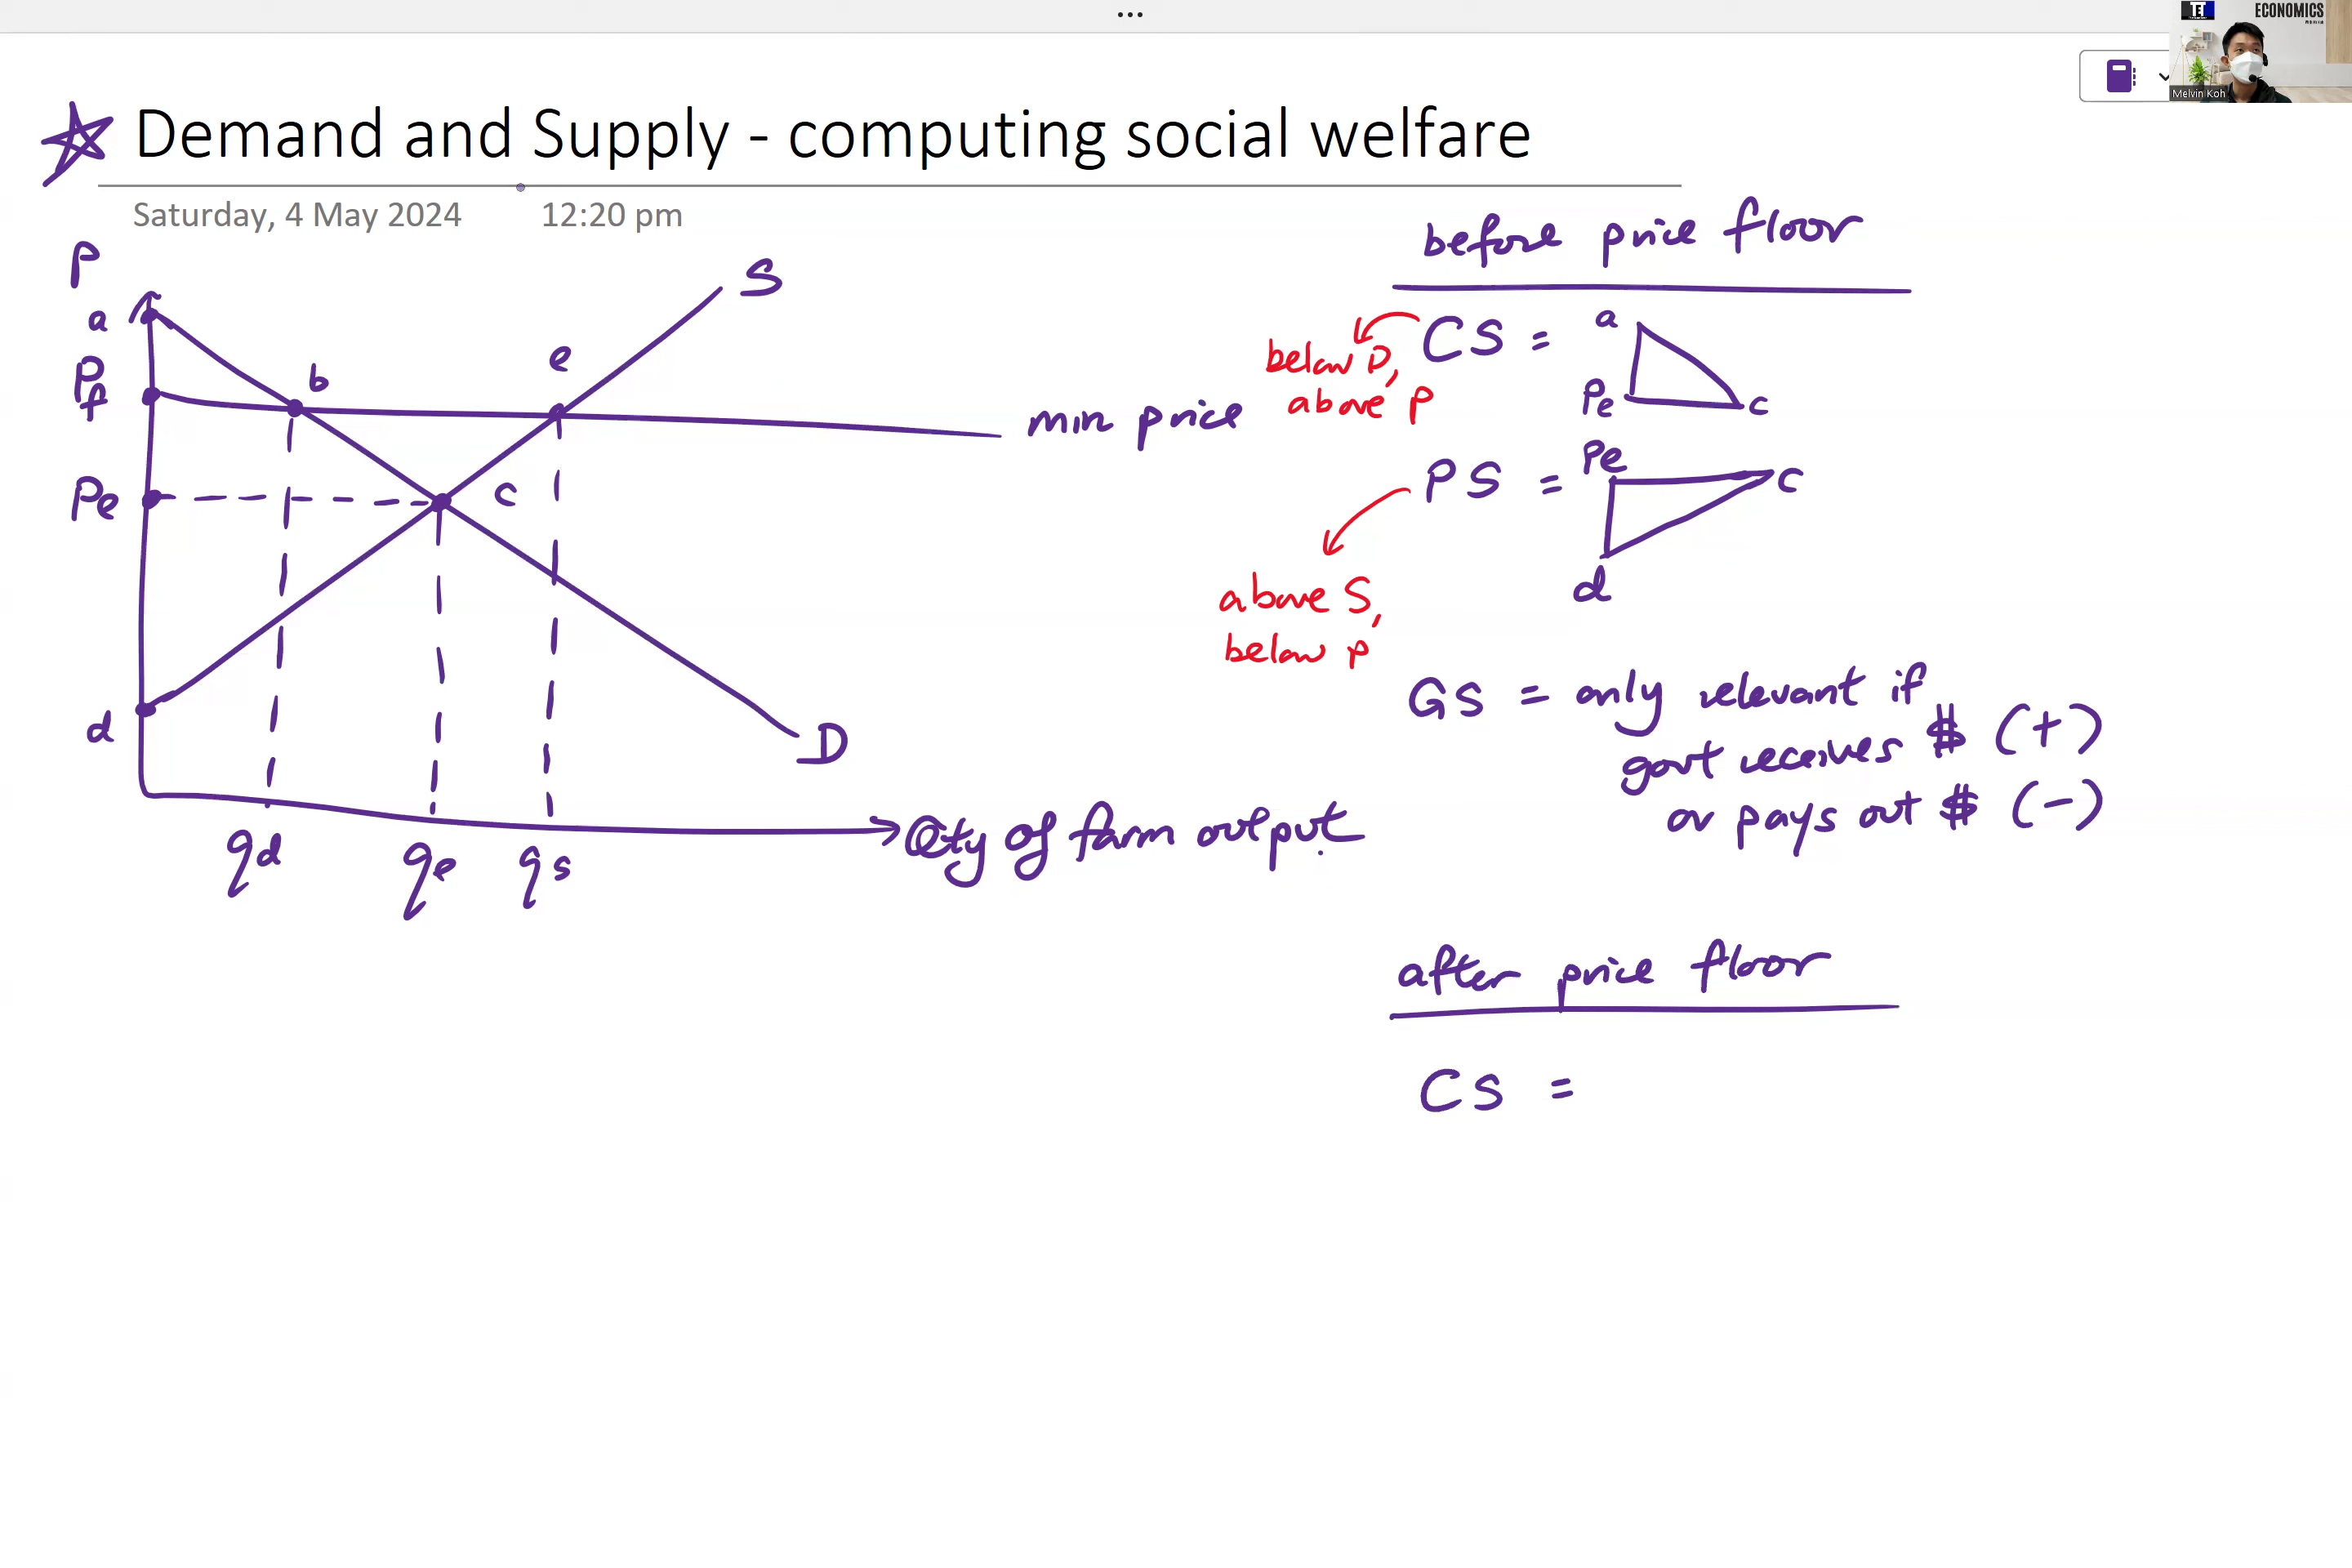 Demand and Supply - computing social welfare
Saturday, 4 May 2024 12:20 pm
TET
ECONOMICS
Melvin Koh
P
a
Pf
Pe
d
b
e
c
S
D
min price
qd qe qs
Qty of farm output
before price floor
CS =
a
Pe c
below D,
above P
PS =
Pe c
d
above S,
below P
GS = only relevant if
govt receives $ (+)
or pays out $ (-)
after price floor
CS =